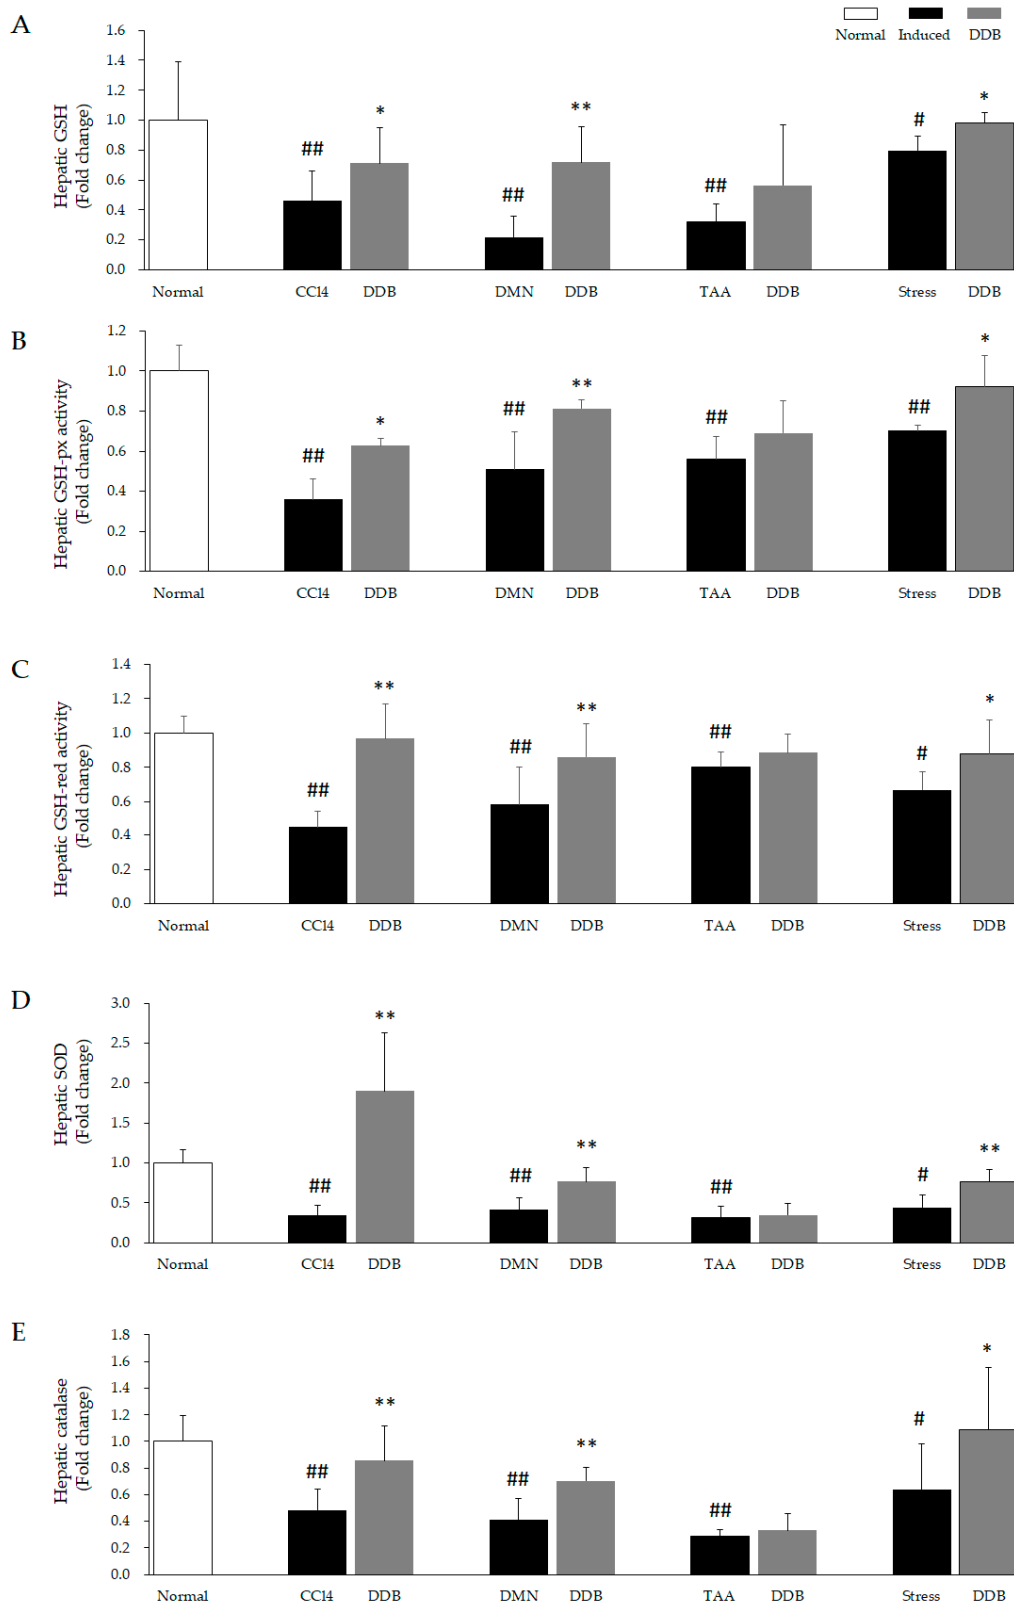 A
Normal Induced DDB
Hepatic GSH
(Fold change)
1.6
1.4
1.2
1.0
0.8
0.6
0.4
0.2
0.0
## * ## ** ## # *
Normal CCl4 DDB DMN DDB TAA DDB Stress DDB
B
Hepatic GSH-px activity
(Fold change)
1.2
1.0
0.8
0.6
0.4
0.2
0.0
## * ## ** ## ## *
Normal CCl4 DDB DMN DDB TAA DDB Stress DDB
C
Hepatic GSH-red activity
(Fold change)
1.4
1.2
1.0
0.8
0.6
0.4
0.2
0.0
## ** ## ** ## # *
Normal CCl4 DDB DMN DDB TAA DDB Stress DDB
D
Hepatic SOD
(Fold change)
3.0
2.5
2.0
1.5
1.0
0.5
0.0
## ** ## ** ## # **
Normal CCl4 DDB DMN DDB TAA DDB Stress DDB
E
Hepatic catalase
(Fold change)
1.8
1.6
1.4
1.2
1.0
0.8
0.6
0.4
0.2
0.0
## ** ## ** ## # *
Normal CCl4 DDB DMN DDB TAA DDB Stress DDB